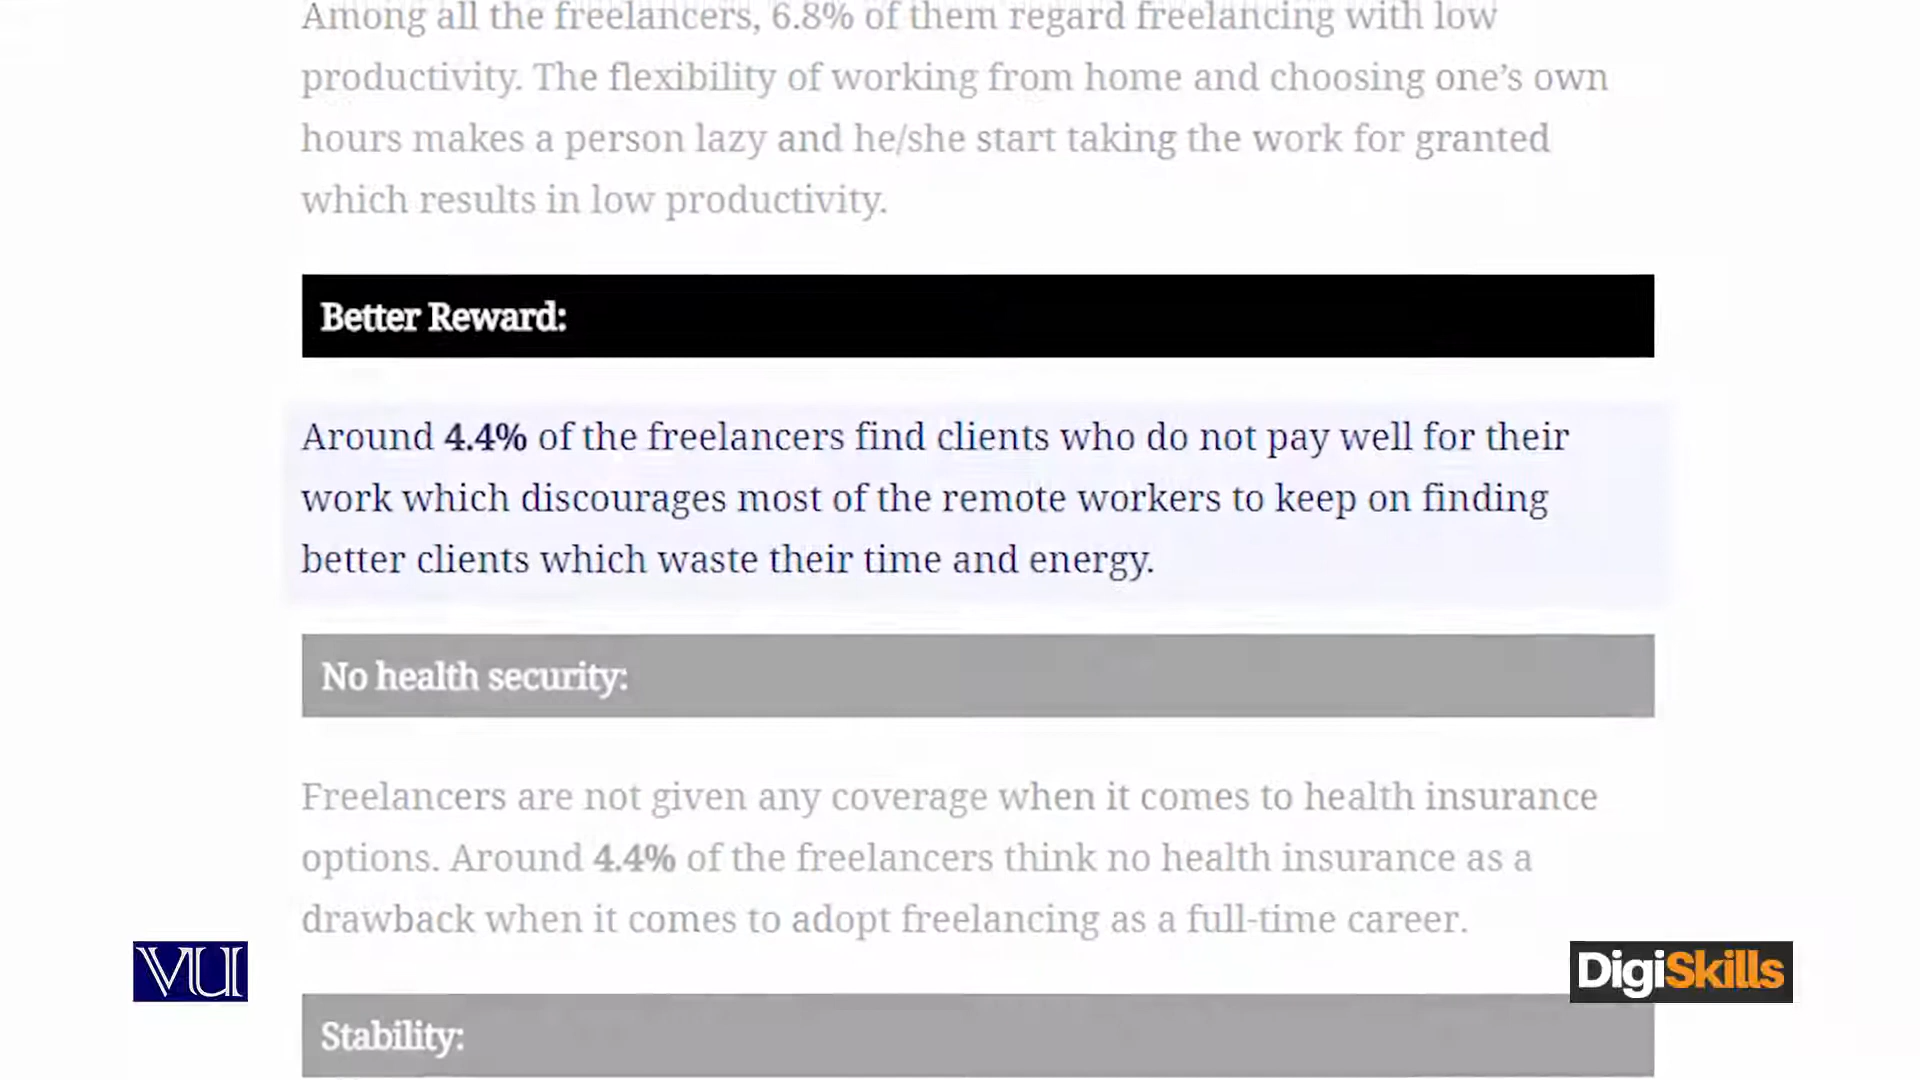 Among all the freelancers, 6.8% of them regard freelancing with low
productivity. The flexibility of working from home and choosing one’s own
hours makes a person lazy and he/she start taking the work for granted
which results in low productivity.
Better Reward:
Around 4.4% of the freelancers find clients who do not pay well for their
work which discourages most of the remote workers to keep on finding
better clients which waste their time and energy.
No health security:
Freelancers are not given any coverage when it comes to health insurance
options. Around 4.4% of the freelancers think no health insurance as a
drawback when it comes to adopt freelancing as a full-time career.
VU
DigiSkills
Stability: